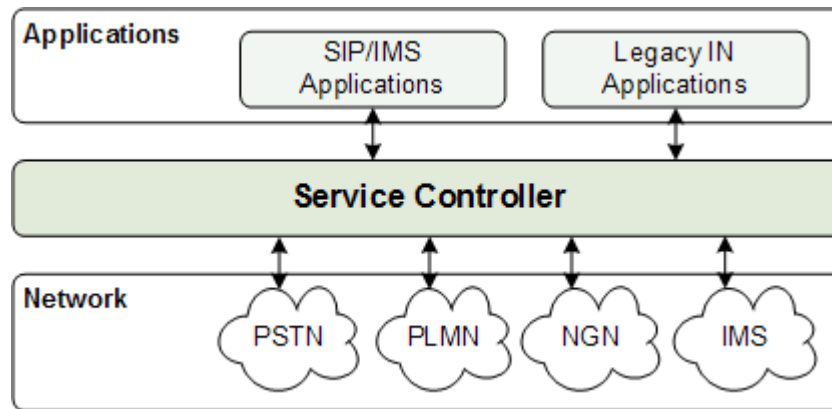 Applications
SIP/IMS
Applications
Legacy IN
Applications
Service Controller
Network
PSTN
PLMN
NGN
IMS